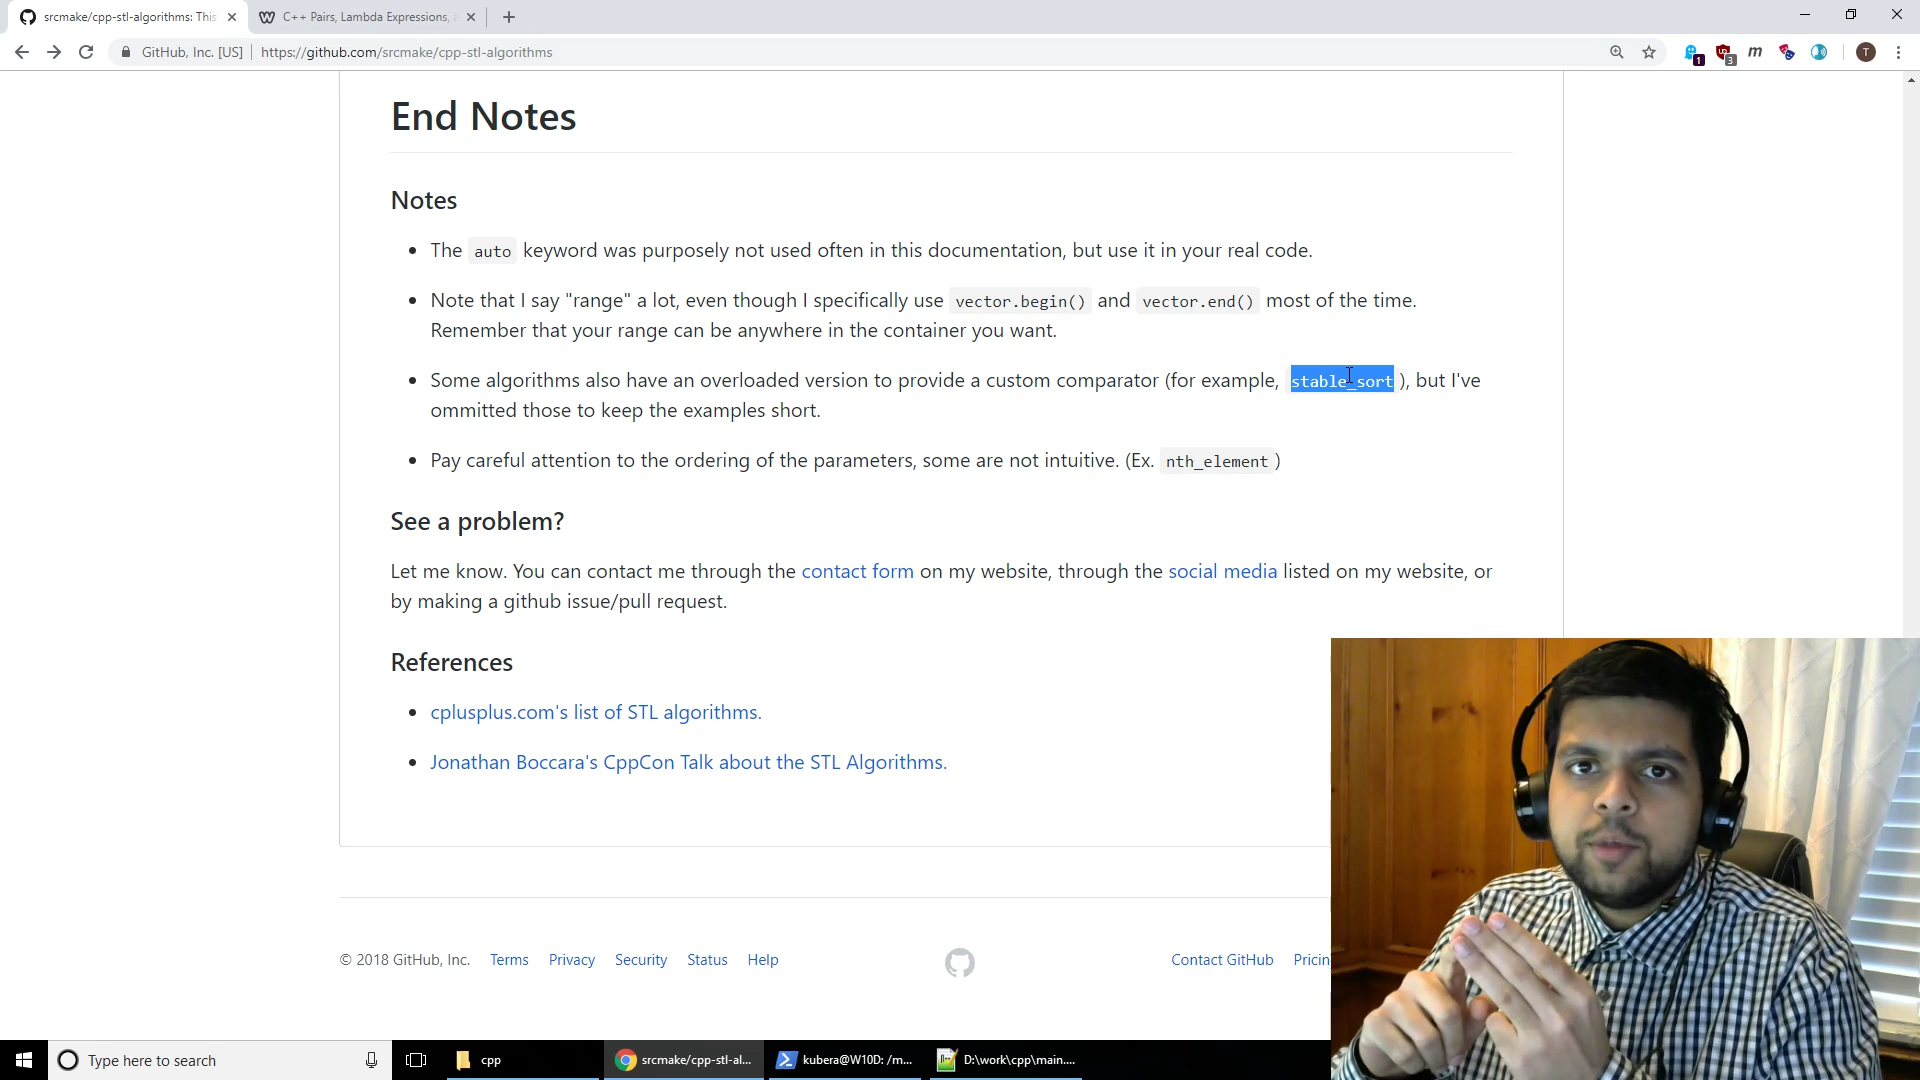 srcmake/cpp-stl-algorithms: This
C++ Pairs, Lambda Expressions, a
GitHub, Inc. [US]
https://github.com/srcmake/cpp-stl-algorithms
1
3
m
T
End Notes
Notes
The auto keyword was purposely not used often in this documentation, but use it in your real code.
Note that I say "range" a lot, even though I specifically use vector.begin() and vector.end() most of the time.
Remember that your range can be anywhere in the container you want.
Some algorithms also have an overloaded version to provide a custom comparator (for example, stable_sort ), but I've
ommitted those to keep the examples short.
Pay careful attention to the ordering of the parameters, some are not intuitive. (Ex. nth_element )
See a problem?
Let me know. You can contact me through the contact form on my website, through the social media listed on my website, or
by making a github issue/pull request.
References
cplusplus.com's list of STL algorithms.
Jonathan Boccara's CppCon Talk about the STL Algorithms.
© 2018 GitHub, Inc. Terms Privacy Security Status Help
Contact GitHub Pricin
Type here to search
cpp
srcmake/cpp-stl-al...
kubera@W10D: /m...
D:\work\cpp\main....